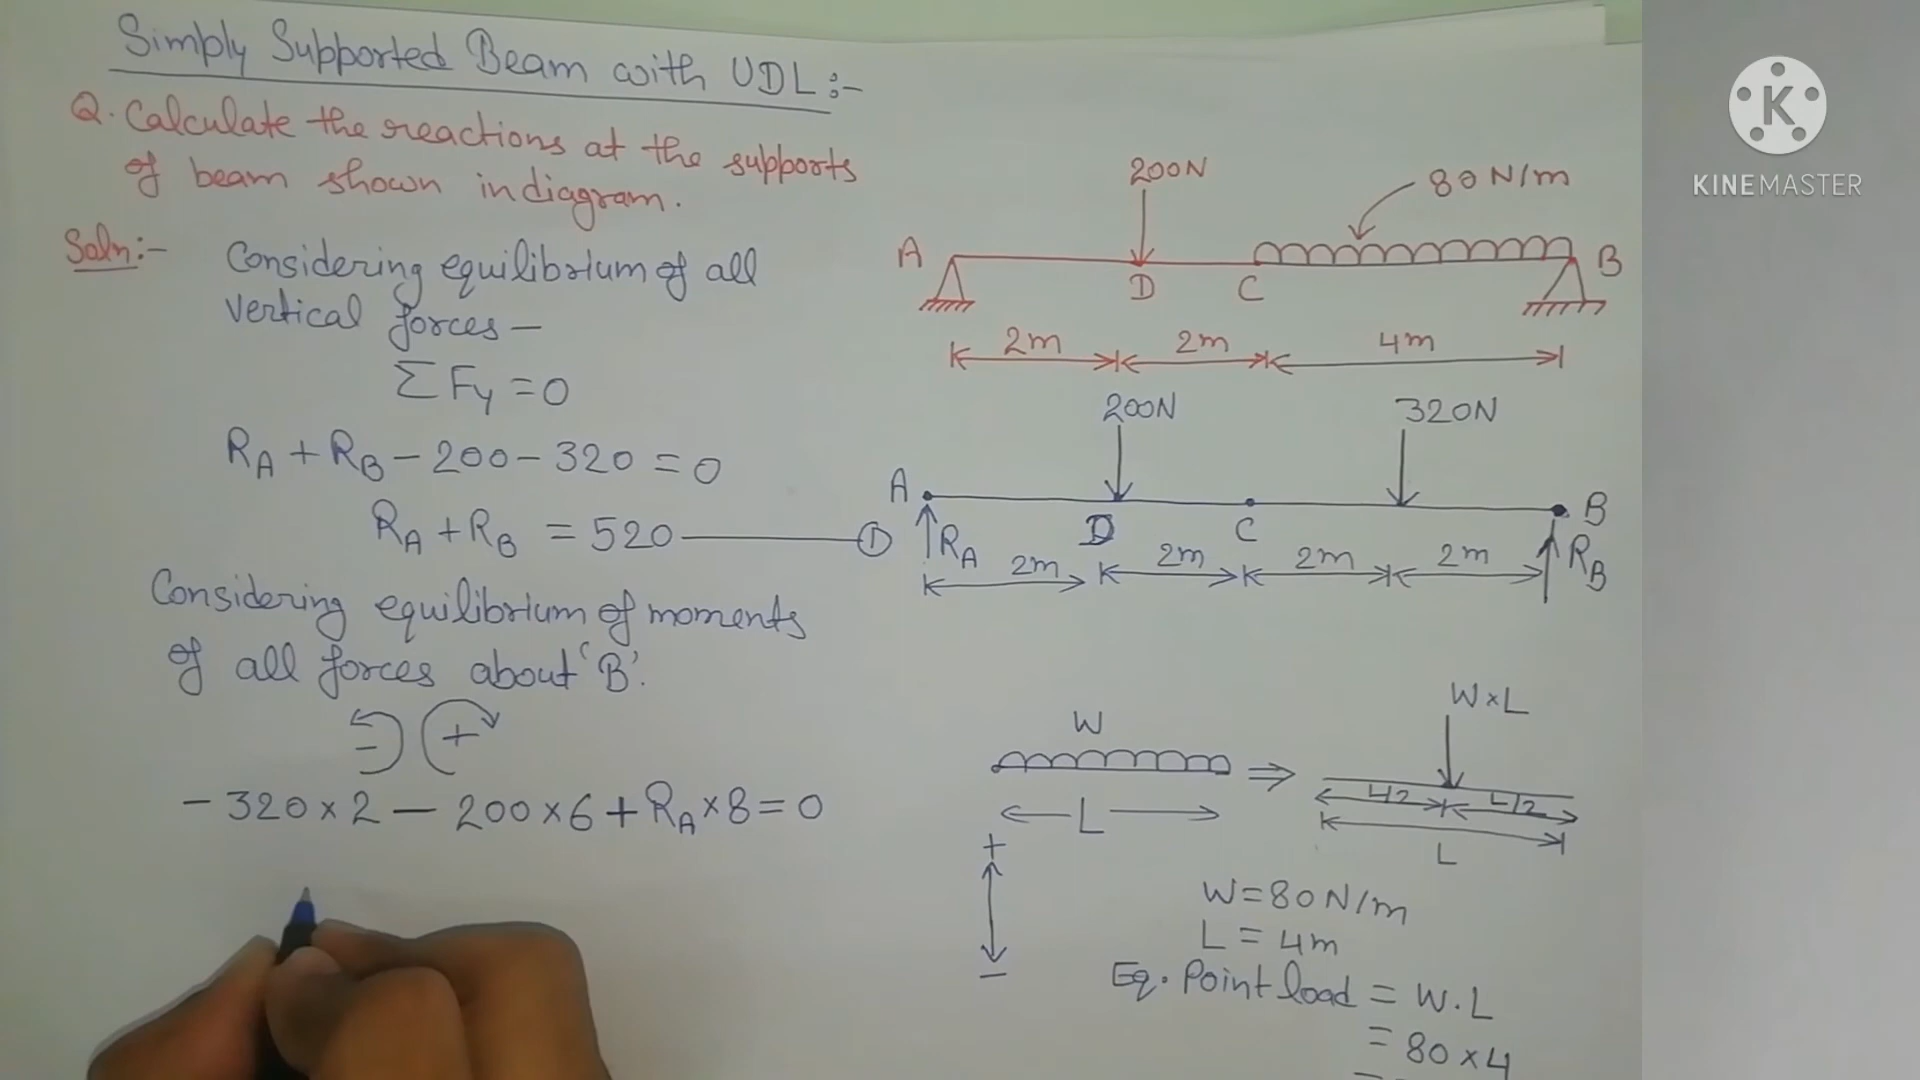 Simply Supported Beam with UDL:-
Q. Calculate the reactions at the supports
of beam shown in diagram.
Soln:- Considering equilibrium of all
vertical forces -
ΣFy = 0
RA + RB - 200 - 320 = 0
RA + RB = 520 ——— ①
Considering equilibrium of moments
of all forces about 'B'.
- +
- 320 × 2 - 200 × 6 + RA × 8 = 0
200N
80 N/m
A D C B
2m 2m 4m
200N 320N
A D C B
RA RB
2m 2m 2m 2m
W ⇒ W×L
L L/2 L/2
L
+
-
W = 80 N/m
L = 4m
Eq. Point load = W.L
= 80 × 4
K
KINEMASTER